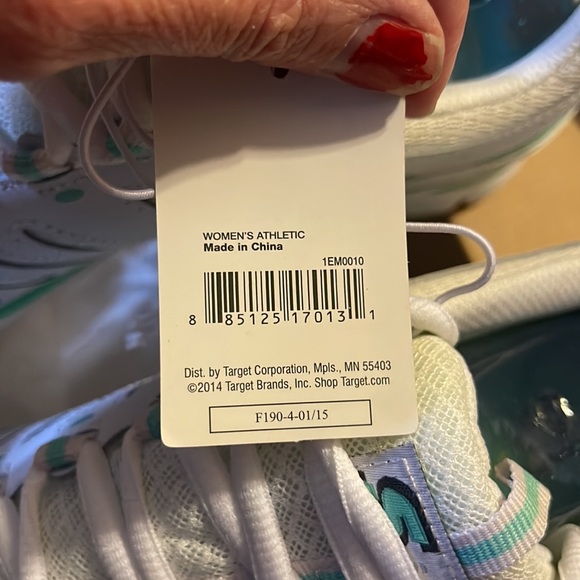 WOMEN'S ATHLETIC
Made in China
1EM0010
8 85125 17013 1
Dist. by Target Corporation, Mpls., MN 55403
©2014 Target Brands, Inc. Shop Target.com
F190-4-01/15